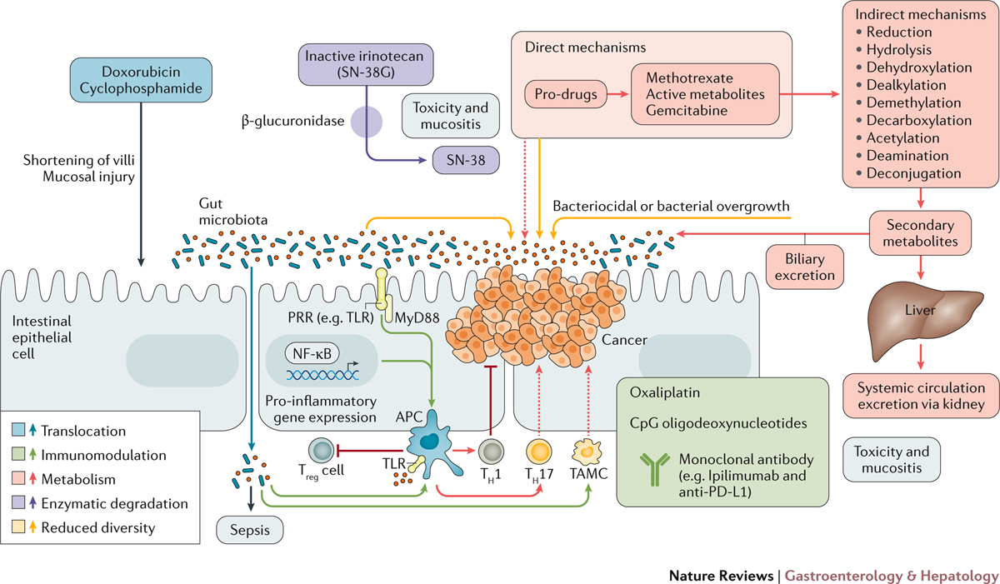 Doxorubicin
Cyclophosphamide
Shortening of villi
Mucosal injury
Inactive irinotecan
(SN-38G)
β-glucuronidase
Toxicity and
mucositis
SN-38
Direct mechanisms
Pro-drugs
Methotrexate
Active metabolites
Gemcitabine
Indirect mechanisms
• Reduction
• Hydrolysis
• Dehydroxylation
• Dealkylation
• Demethylation
• Decarboxylation
• Acetylation
• Deamination
• Deconjugation
Gut
microbiota
Bacteriocidal or bacterial overgrowth
Secondary
metabolites
Biliary
excretion
Liver
Systemic circulation
excretion via kidney
Toxicity and
mucositis
Intestinal
epithelial
cell
PRR (e.g. TLR)
MyD88
NF-κB
Pro-inflammatory
gene expression
Cancer
APC
TLR
Treg cell
TH1
TH17
TAMC
Oxaliplatin
CpG oligodeoxynucleotides
Monoclonal antibody
(e.g. Ipilimumab and
anti-PD-L1)
Translocation
Immunomodulation
Metabolism
Enzymatic degradation
Reduced diversity
Sepsis
Nature Reviews | Gastroenterology & Hepatology